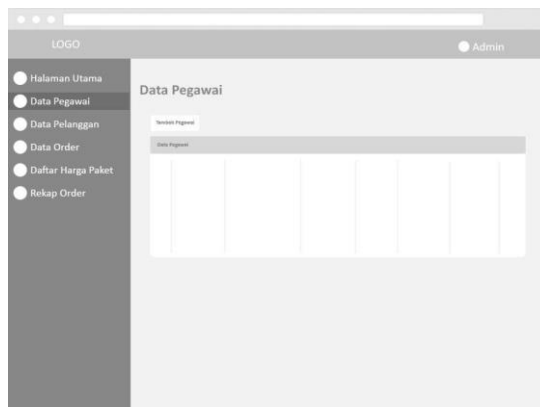 LOGO
Admin
Halaman Utama
Data Pegawai
Data Pelanggan
Data Order
Daftar Harga Paket
Rekap Order
Data Pegawai
Tambah Pegawai
Data Pegawai